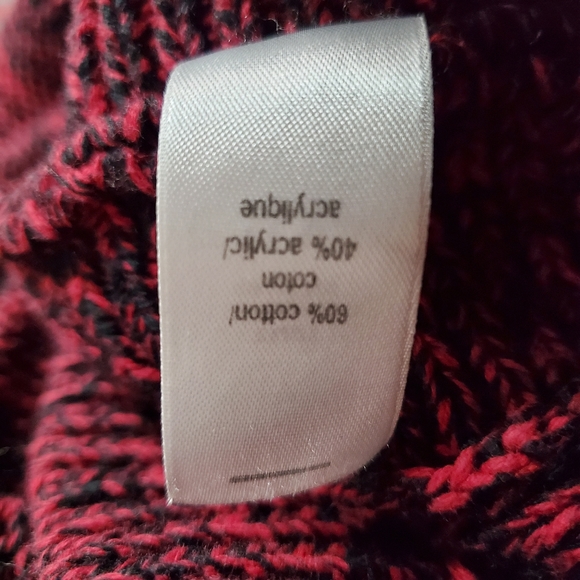 60% cotton/
coton
40% acrylic/
acrylique